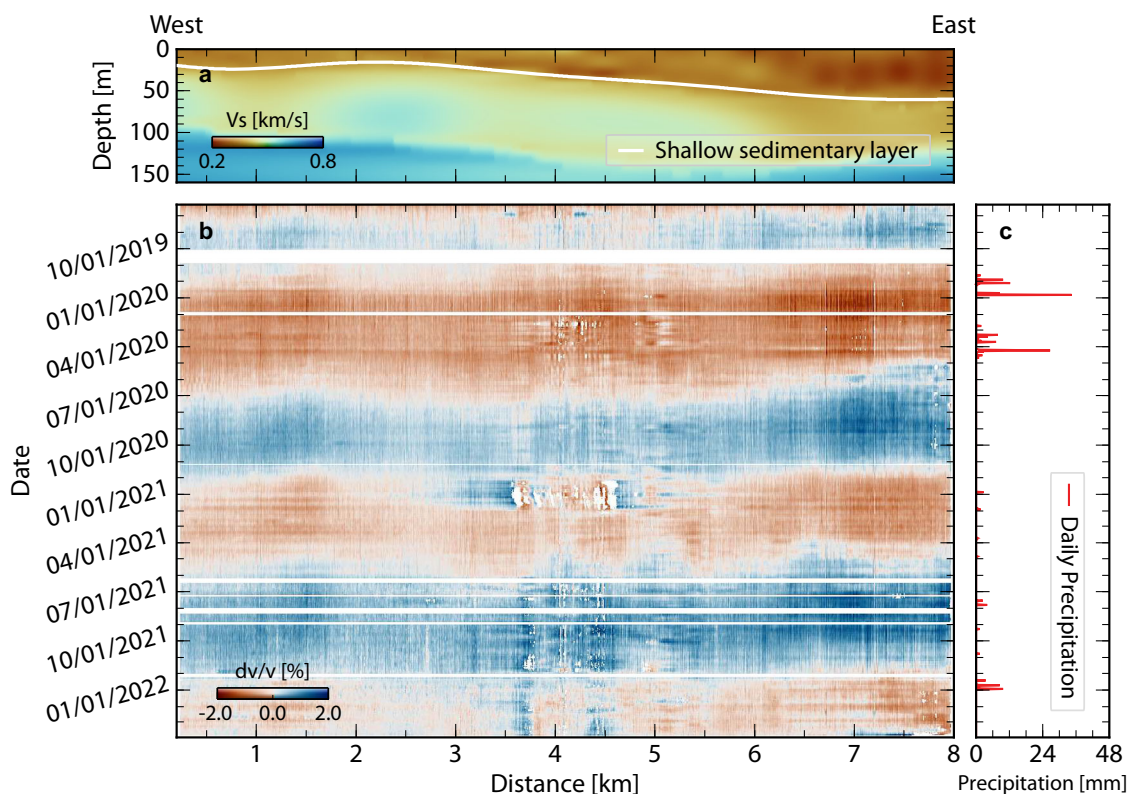 West
East
0
50
100
150
Depth [m]
a
Vs [km/s]
0.2
0.8
Shallow sedimentary layer
b
c
10/01/2019
01/01/2020
04/01/2020
07/01/2020
10/01/2020
01/01/2021
04/01/2021
07/01/2021
10/01/2021
01/01/2022
Date
dv/v [%]
-2.0
0.0
2.0
Daily Precipitation
1
2
3
4
5
6
7
8
Distance [km]
0
24
48
Precipitation [mm]